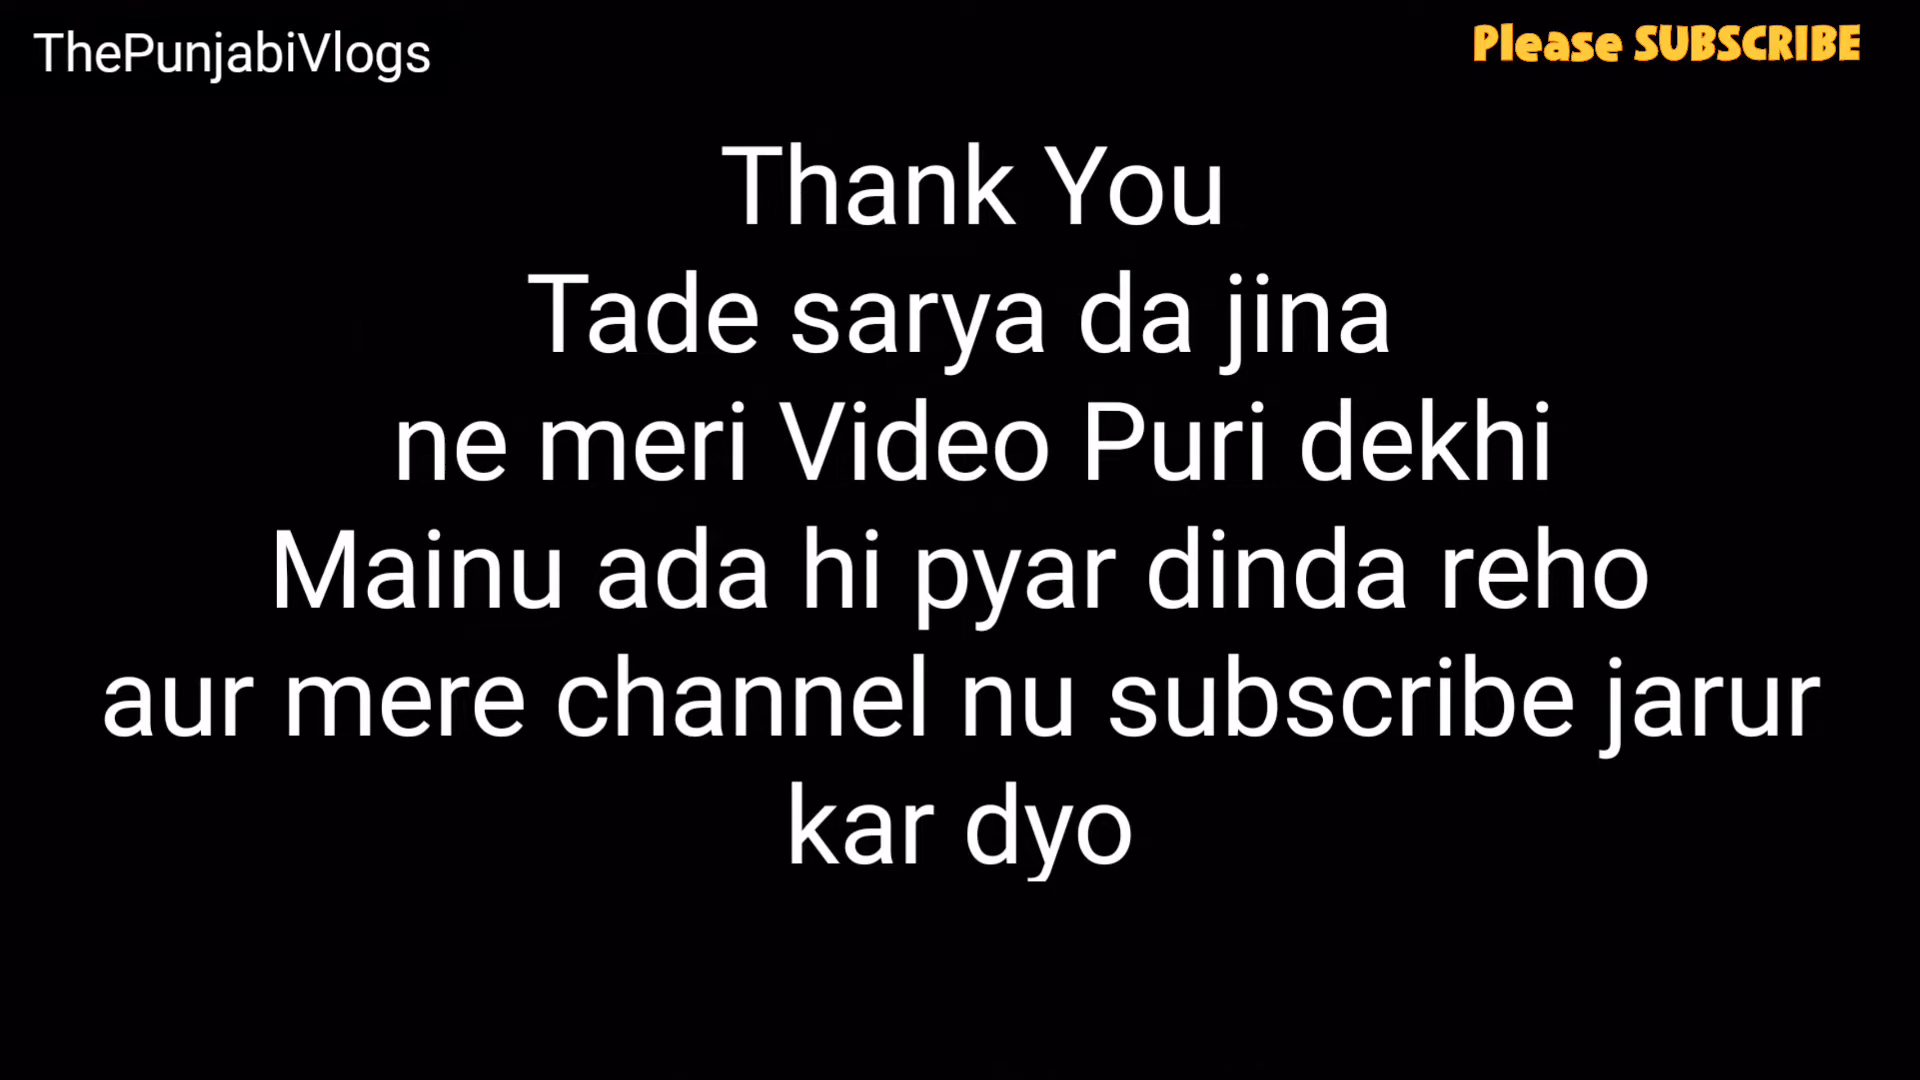 ThePunjabiVlogs
Please SUBSCRIBE
Thank You
Tade sarya da jina
ne meri Video Puri dekhi
Mainu ada hi pyar dinda reho
aur mere channel nu subscribe jarur
kar dyo